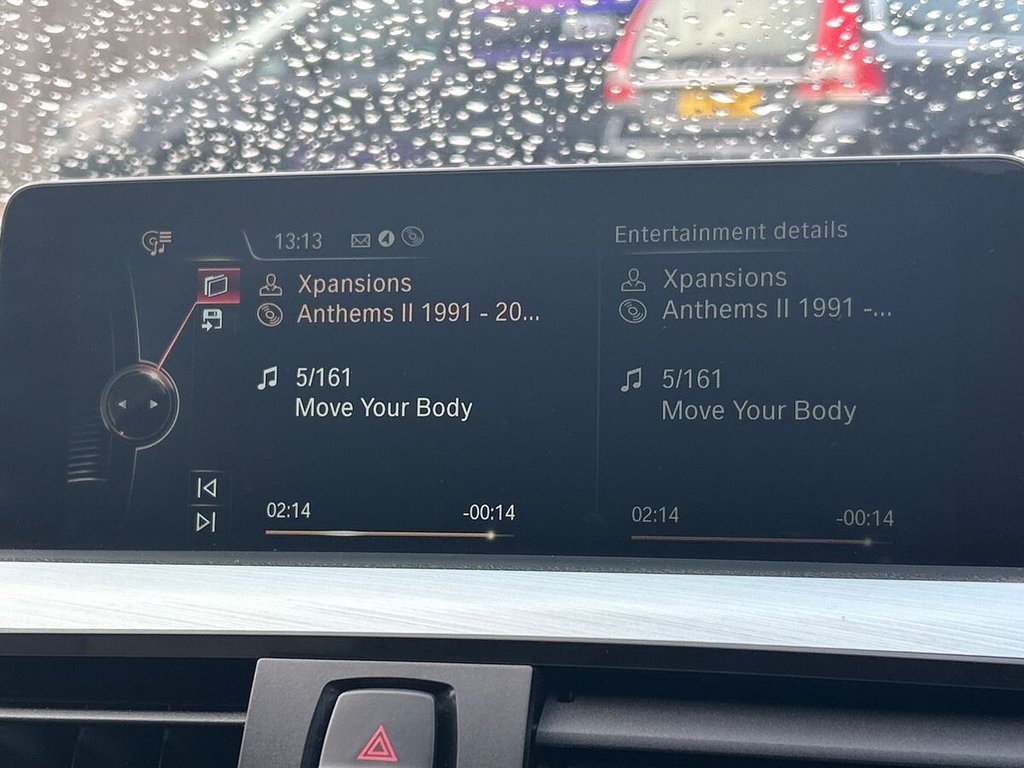 13:13
Xpansions
Anthems II 1991 - 20...
5/161
Move Your Body
02:14 -00:14
Entertainment details
Xpansions
Anthems II 1991 -...
5/161
Move Your Body
02:14 -00:14